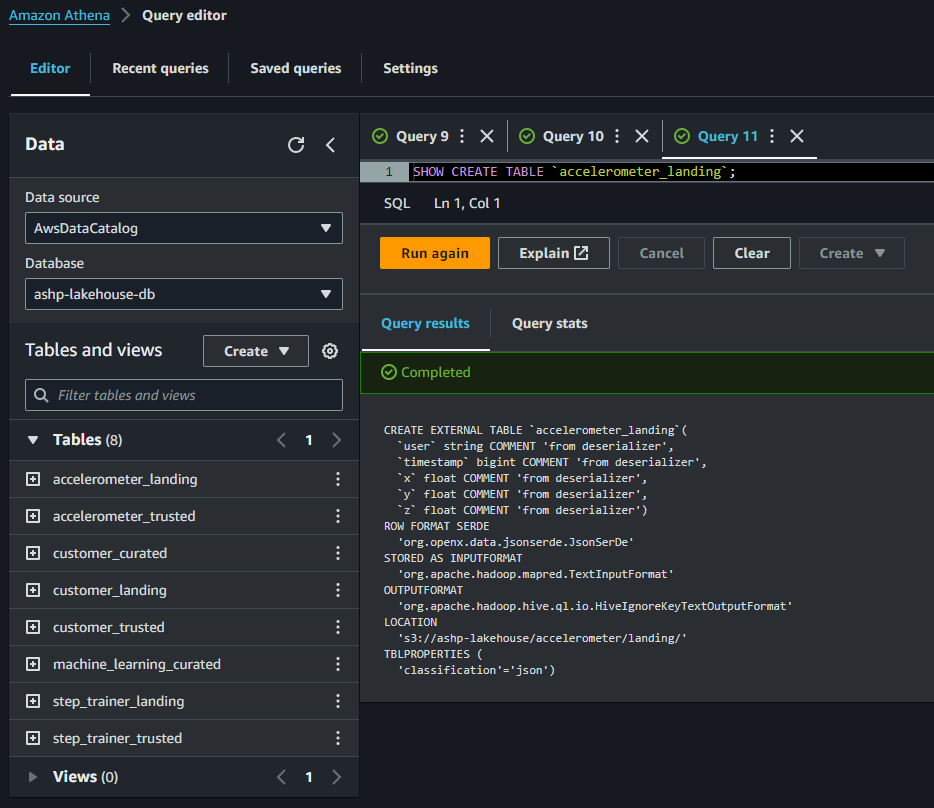 Amazon Athena > Query editor
Editor Recent queries Saved queries Settings
Data
Data source
AwsDataCatalog
Database
ashp-lakehouse-db
Tables and views Create
Filter tables and views
Tables (8) 1
accelerometer_landing
accelerometer_trusted
customer_curated
customer_landing
customer_trusted
machine_learning_curated
step_trainer_landing
step_trainer_trusted
Views (0) 1
Query 9 Query 10 Query 11
1 SHOW CREATE TABLE `accelerometer_landing`;
SQL Ln 1, Col 1
Run again Explain Cancel Clear Create
Query results Query stats
Completed
CREATE EXTERNAL TABLE `accelerometer_landing`(
`user` string COMMENT 'from deserializer',
`timestamp` bigint COMMENT 'from deserializer',
`x` float COMMENT 'from deserializer',
`y` float COMMENT 'from deserializer',
`z` float COMMENT 'from deserializer')
ROW FORMAT SERDE
'org.openx.data.jsonserde.JsonSerDe'
STORED AS INPUTFORMAT
'org.apache.hadoop.mapred.TextInputFormat'
OUTPUTFORMAT
'org.apache.hadoop.hive.ql.io.HiveIgnoreKeyTextOutputFormat'
LOCATION
's3://ashp-lakehouse/accelerometer/landing/'
TBLPROPERTIES (
'classification'='json')